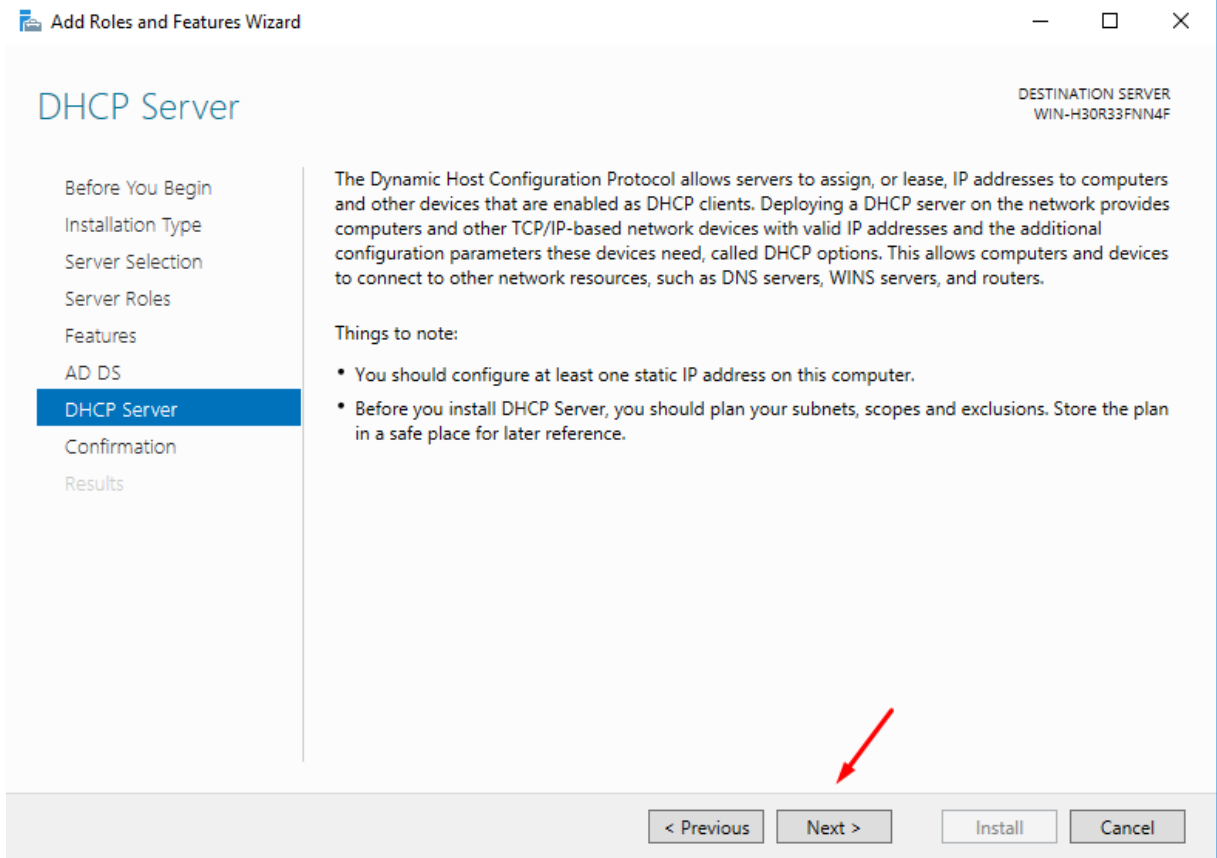 Add Roles and Features Wizard
DHCP Server
DESTINATION SERVER
WIN-H30R33FNN4F
Before You Begin
Installation Type
Server Selection
Server Roles
Features
AD DS
DHCP Server
Confirmation
Results
The Dynamic Host Configuration Protocol allows servers to assign, or lease, IP addresses to computers
and other devices that are enabled as DHCP clients. Deploying a DHCP server on the network provides
computers and other TCP/IP-based network devices with valid IP addresses and the additional
configuration parameters these devices need, called DHCP options. This allows computers and devices
to connect to other network resources, such as DNS servers, WINS servers, and routers.
Things to note:
• You should configure at least one static IP address on this computer.
• Before you install DHCP Server, you should plan your subnets, scopes and exclusions. Store the plan
in a safe place for later reference.
< Previous
Next >
Install
Cancel